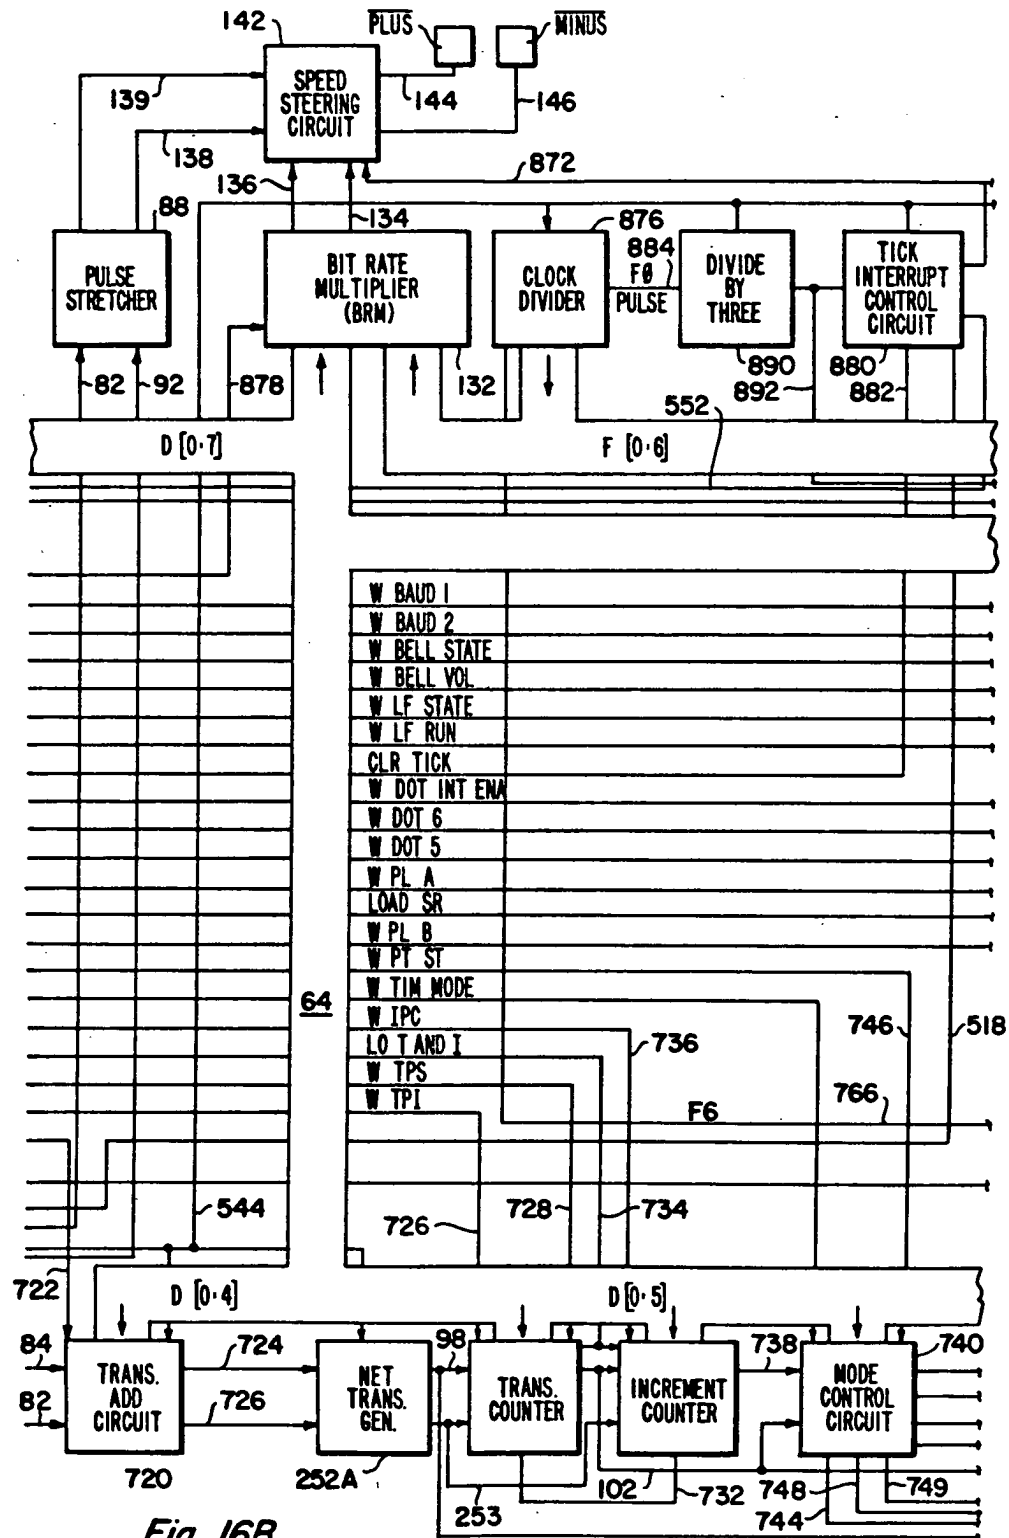 142
PLUS
MINUS
SPEED
STEERING
CIRCUIT
139
144
146
138
136
872
88
134
876
884
PULSE
STRETCHER
BIT RATE
MULTIPLIER
(BRM)
CLOCK
DIVIDER
FØ
PULSE
DIVIDE
BY
THREE
TICK
INTERRUPT
CONTROL
CIRCUIT
82
92
878
132
890
892
880
882
552
D [0·7]
F [0·6]
W BAUD 1
W BAUD 2
W BELL STATE
W BELL VOL
W LF STATE
W LF RUN
CLR TICK
W DOT INT ENA
W DOT 6
W DOT 5
W PL A
LOAD SR
W PL B
W PT ST
W TIM MODE
64
W IPC
746
518
LO T AND I
736
W TPS
W TPI
F6
766
544
726
728
734
722
D [0·4]
D [0·5]
84
724
98
738
740
TRANS.
ADD
CIRCUIT
NET
TRANS.
GEN.
TRANS.
COUNTER
INCREMENT
COUNTER
MODE
CONTROL
CIRCUIT
82
726
720
252A
253
102
732
748
749
744
Fig. 16B